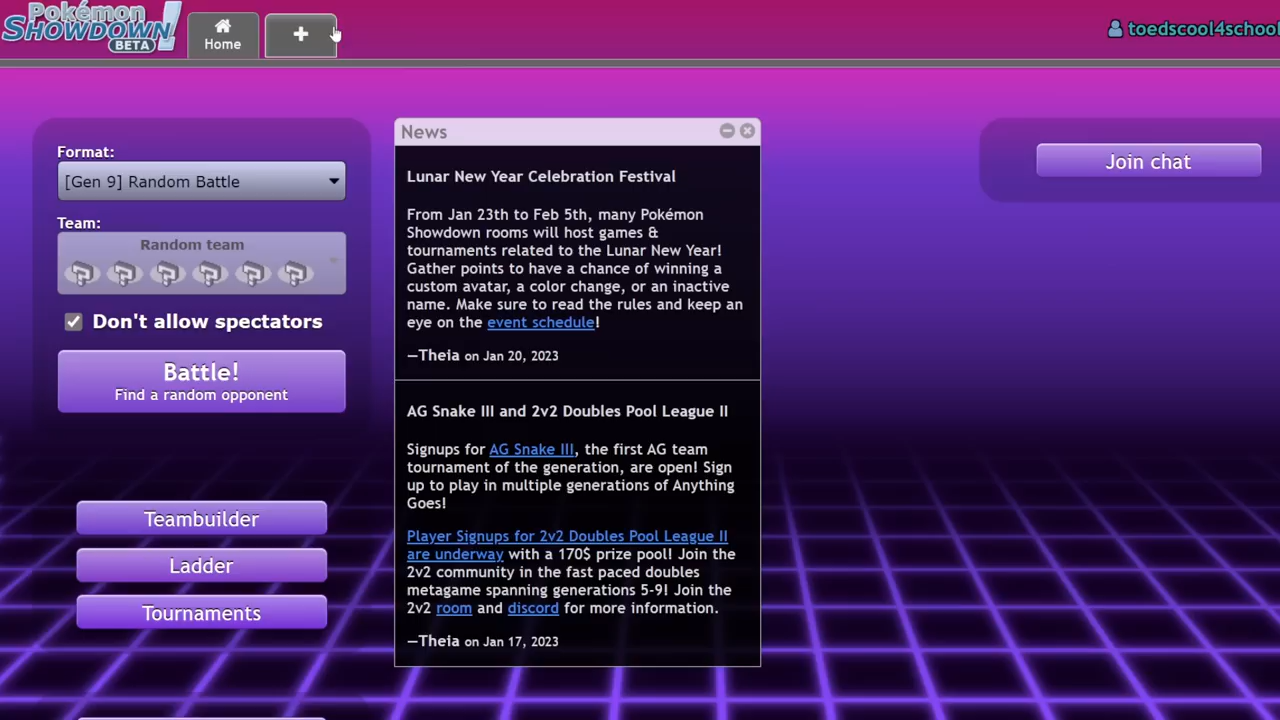 Pokémon
SHOWDOWN!
BETA
Home
toedscool4school
Format:
[Gen 9] Random Battle
Team:
Random team
Don't allow spectators
Battle!
Find a random opponent
Teambuilder
Ladder
Tournaments
News
Lunar New Year Celebration Festival
From Jan 23th to Feb 5th, many Pokémon
Showdown rooms will host games &
tournaments related to the Lunar New Year!
Gather points to have a chance of winning a
custom avatar, a color change, or an inactive
name. Make sure to read the rules and keep an
eye on the event schedule!
—Theia on Jan 20, 2023
AG Snake III and 2v2 Doubles Pool League II
Signups for AG Snake III, the first AG team
tournament of the generation, are open! Sign
up to play in multiple generations of Anything
Goes!
Player Signups for 2v2 Doubles Pool League II
are underway with a 170$ prize pool! Join the
2v2 community in the fast paced doubles
metagame spanning generations 5-9! Join the
2v2 room and discord for more information.
—Theia on Jan 17, 2023
Join chat